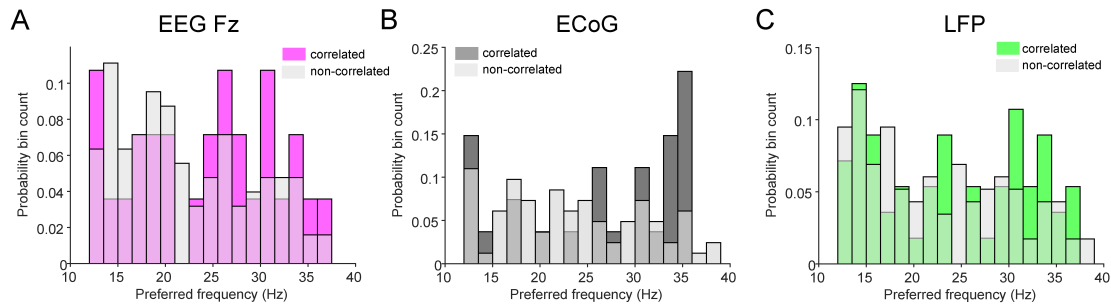 A
EEG Fz
correlated
non-correlated
Probability bin count
0.1
0.08
0.06
0.04
0.02
0
10 15 20 25 30 35 40
Preferred frequency (Hz)
B
ECoG
correlated
non-correlated
Probability bin count
0.25
0.25
0.15
0.1
0.05
0
10 15 20 25 30 35 40
Preferred frequency (Hz)
C
LFP
correlated
non-correlated
Probability bin count
0.15
0.1
0.05
0
10 15 20 25 30 35 40
Preferred frequency (Hz)